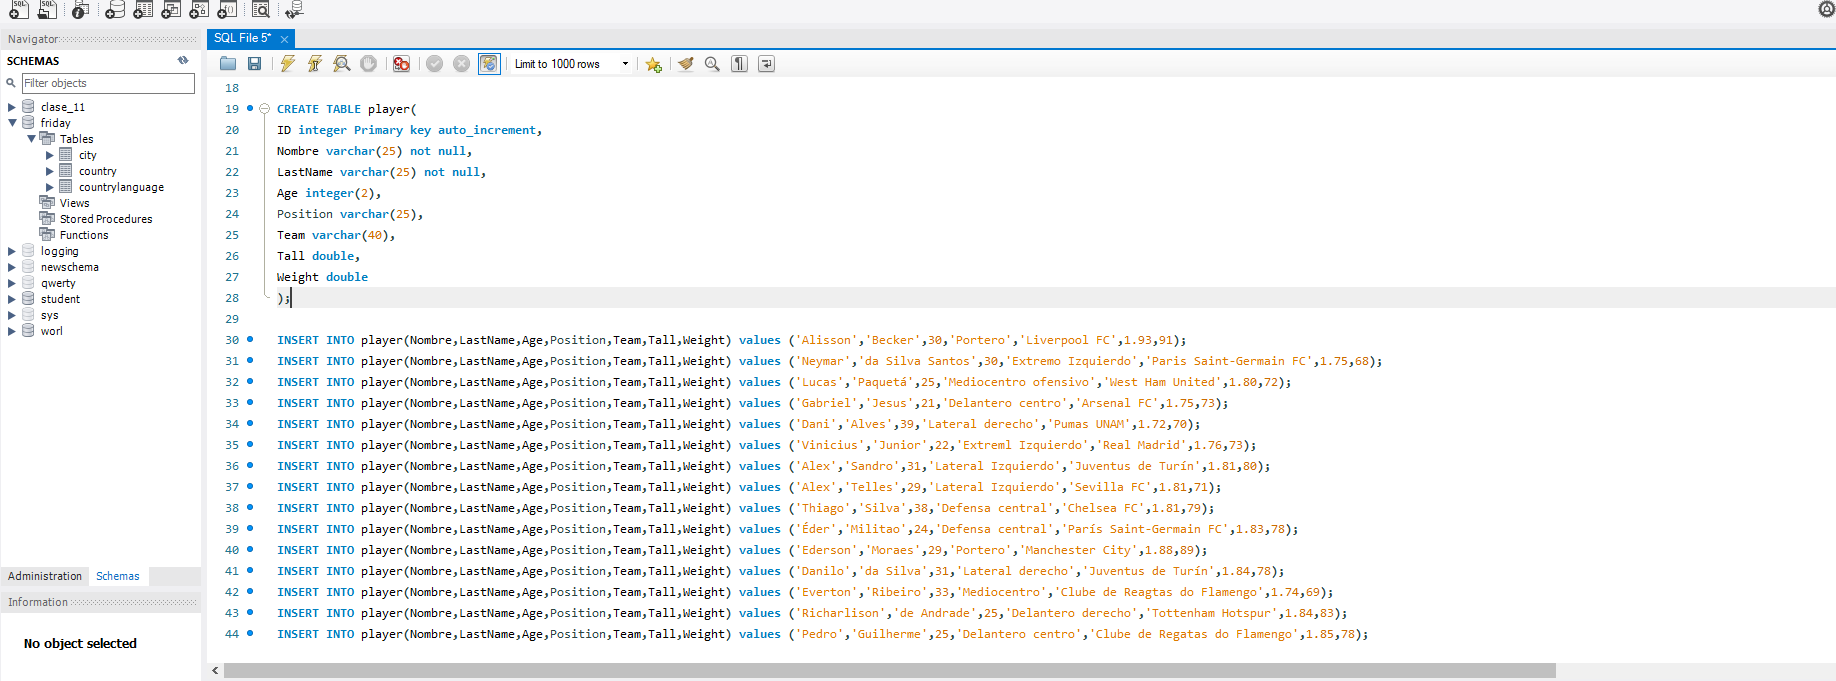 Navigator
SCHEMAS
Filter objects
clase_11
friday
Tables
city
country
countrylanguage
Views
Stored Procedures
Functions
logging
newschema
qwerty
student
sys
worl
Administration Schemas
Information
No object selected
SQL File 5*
Limit to 1000 rows
18
19 CREATE TABLE player(
20 ID integer Primary key auto_increment,
21 Nombre varchar(25) not null,
22 LastName varchar(25) not null,
23 Age integer(2),
24 Position varchar(25),
25 Team varchar(40),
26 Tall double,
27 Weight double
28 );
29
30 INSERT INTO player(Nombre,LastName,Age,Position,Team,Tall,Weight) values ('Alisson','Becker',30,'Portero','Liverpool FC',1.93,91);
31 INSERT INTO player(Nombre,LastName,Age,Position,Team,Tall,Weight) values ('Neymar','da Silva Santos',30,'Extremo Izquierdo','Paris Saint-Germain FC',1.75,68);
32 INSERT INTO player(Nombre,LastName,Age,Position,Team,Tall,Weight) values ('Lucas','Paquetá',25,'Mediocentro ofensivo','West Ham United',1.80,72);
33 INSERT INTO player(Nombre,LastName,Age,Position,Team,Tall,Weight) values ('Gabriel','Jesus',21,'Delantero centro','Arsenal FC',1.75,73);
34 INSERT INTO player(Nombre,LastName,Age,Position,Team,Tall,Weight) values ('Dani','Alves',39,'Lateral derecho','Pumas UNAM',1.72,70);
35 INSERT INTO player(Nombre,LastName,Age,Position,Team,Tall,Weight) values ('Vinicius','Junior',22,'Extreml Izquierdo','Real Madrid',1.76,73);
36 INSERT INTO player(Nombre,LastName,Age,Position,Team,Tall,Weight) values ('Alex','Sandro',31,'Lateral Izquierdo','Juventus de Turín',1.81,80);
37 INSERT INTO player(Nombre,LastName,Age,Position,Team,Tall,Weight) values ('Alex','Telles',29,'Lateral Izquierdo','Sevilla FC',1.81,71);
38 INSERT INTO player(Nombre,LastName,Age,Position,Team,Tall,Weight) values ('Thiago','Silva',38,'Defensa central','Chelsea FC',1.81,79);
39 INSERT INTO player(Nombre,LastName,Age,Position,Team,Tall,Weight) values ('Éder','Militao',24,'Defensa central','París Saint-Germain FC',1.83,78);
40 INSERT INTO player(Nombre,LastName,Age,Position,Team,Tall,Weight) values ('Ederson','Moraes',29,'Portero','Manchester City',1.88,89);
41 INSERT INTO player(Nombre,LastName,Age,Position,Team,Tall,Weight) values ('Danilo','da Silva',31,'Lateral derecho','Juventus de Turín',1.84,78);
42 INSERT INTO player(Nombre,LastName,Age,Position,Team,Tall,Weight) values ('Everton','Ribeiro',33,'Mediocentro','Clube de Reagtas do Flamengo',1.74,69);
43 INSERT INTO player(Nombre,LastName,Age,Position,Team,Tall,Weight) values ('Richarlison','de Andrade',25,'Delantero derecho','Tottenham Hotspur',1.84,83);
44 INSERT INTO player(Nombre,LastName,Age,Position,Team,Tall,Weight) values ('Pedro','Guilherme',25,'Delantero centro','Clube de Regatas do Flamengo',1.85,78);